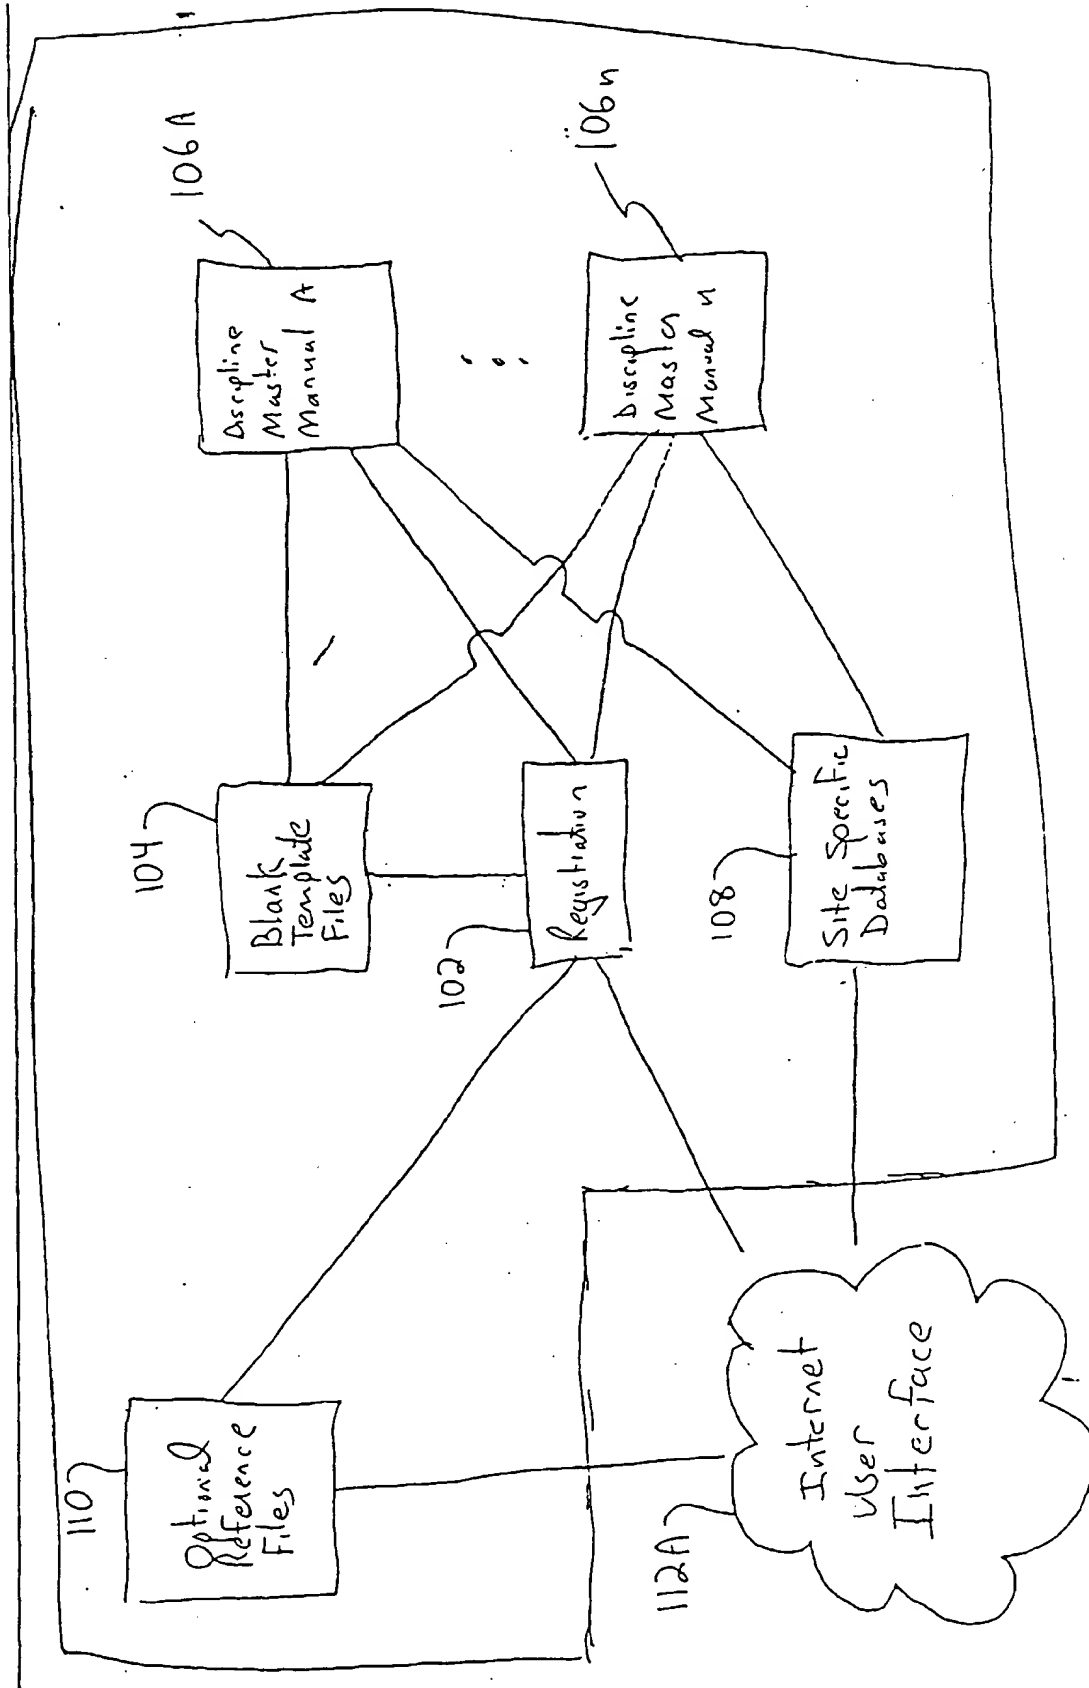 110
Optional
Reference
Files
112A
Internet
User
Interface
104
Blank
Template
Files
102
Registration
108
Site Specific
Databases
106A
Discipline
Master
Manual A
106n
Discipline
Master
Manual n